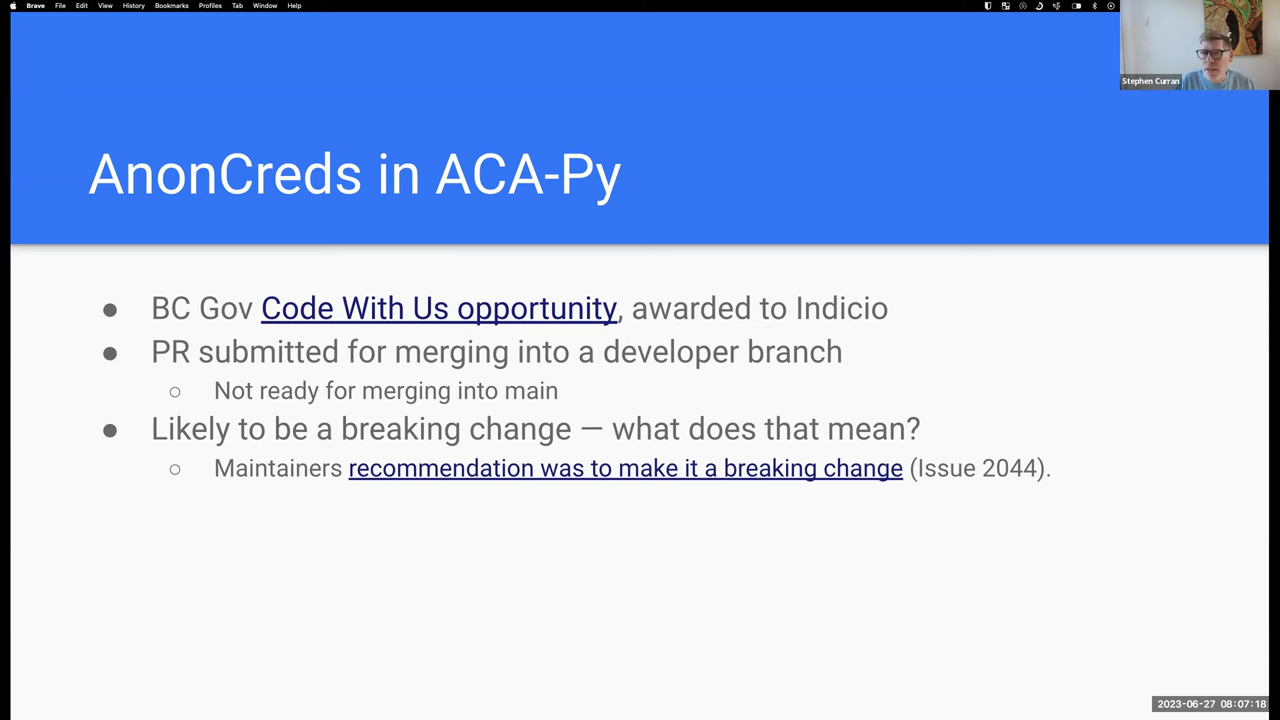 Brave File Edit View History Bookmarks Profiles Tab Window Help
Stephen Curran
AnonCreds in ACA-Py
BC Gov Code With Us opportunity, awarded to Indicio
PR submitted for merging into a developer branch
Not ready for merging into main
Likely to be a breaking change — what does that mean?
Maintainers recommendation was to make it a breaking change (Issue 2044).
2023-06-27 08:07:18